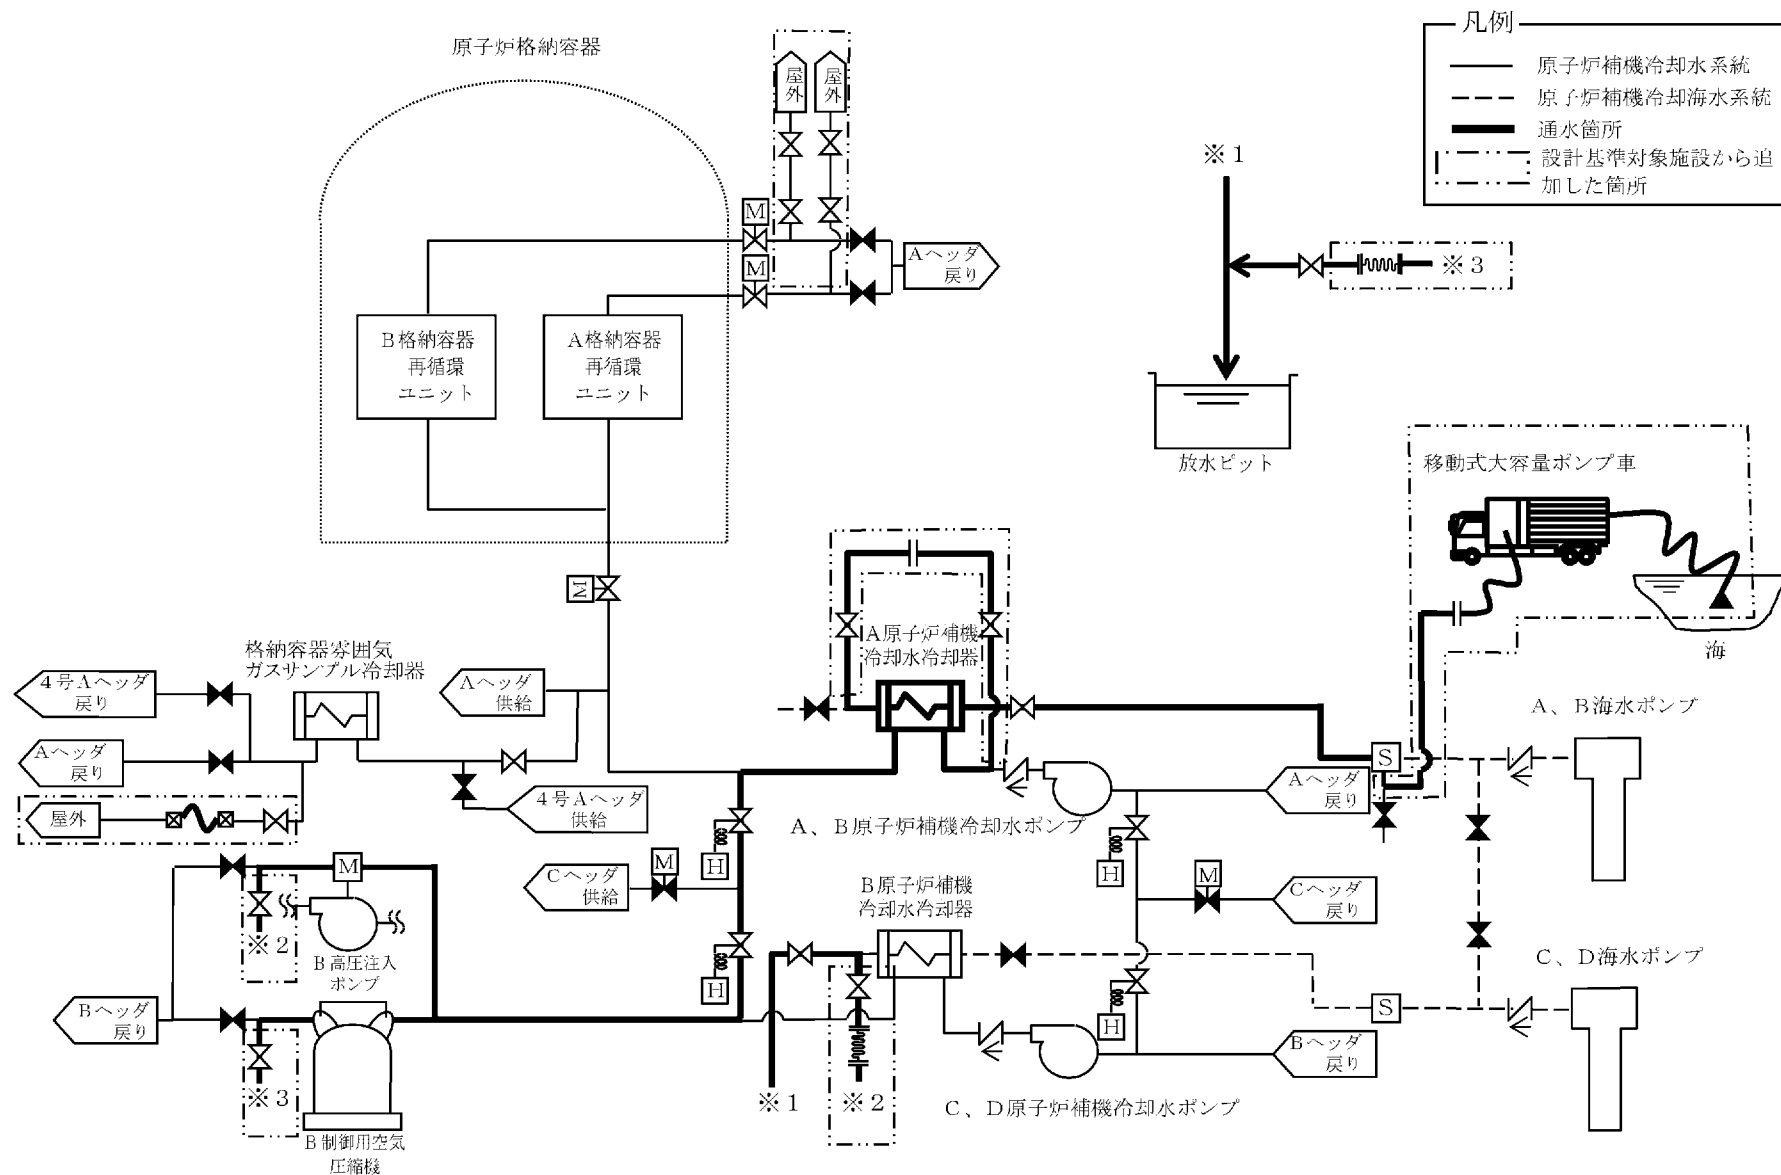 凡例
原子炉補機冷却水系統
原子炉補機冷却海水系統
通水箇所
設計基準対象施設から追
加した箇所
原子炉格納容器
屋外
屋外
※1
※3
M
M
Aヘッダ
戻り
B格納容器
再循環
ユニット
A格納容器
再循環
ユニット
放水ピット
移動式大容量ポンプ車
海
M
格納容器雰囲気
ガスサンプル冷却器
A原子炉補機
冷却水冷却器
4号Aヘッダ
戻り
Aヘッダ
供給
A、B海水ポンプ
Aヘッダ
戻り
S
屋外
4号Aヘッダ
供給
Aヘッダ
戻り
A、B原子炉補機冷却水ポンプ
H
H
M
Cヘッダ
供給
M
B原子炉補機
冷却水冷却器
M
Cヘッダ
戻り
※2
B高圧注入
ポンプ
C、D海水ポンプ
H
H
S
Bヘッダ
戻り
Bヘッダ
戻り
※3
※1
※2
C、D原子炉補機冷却水ポンプ
B制御用空気
圧縮機